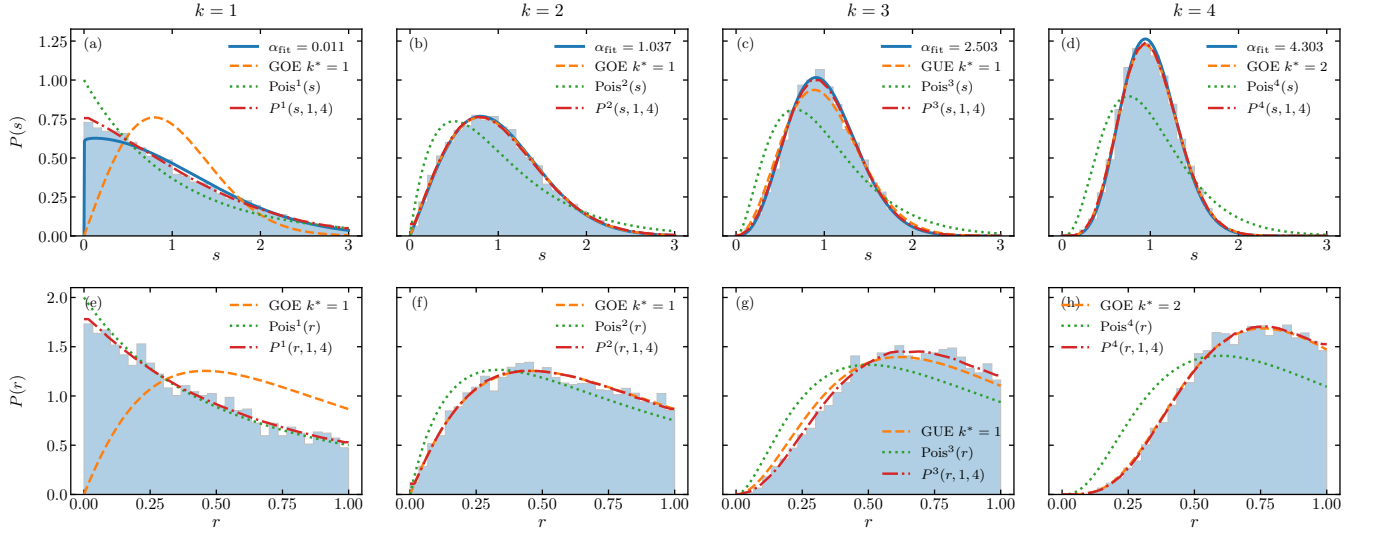 k = 1
k = 2
k = 3
k = 4
P(s)
1.25
1.00
0.75
0.50
0.25
0.00
(a)
α_fit = 0.011
GOE k* = 1
Pois¹(s)
P¹(s, 1, 4)
0
1
2
3
s
(b)
α_fit = 1.037
GOE k* = 1
Pois²(s)
P²(s, 1, 4)
0
1
2
3
s
(c)
α_fit = 2.503
GUE k* = 1
Pois³(s)
P³(s, 1, 4)
0
1
2
3
s
(d)
α_fit = 4.303
GOE k* = 2
Pois⁴(s)
P⁴(s, 1, 4)
0
1
2
3
s
P(r)
2.0
1.5
1.0
0.5
0.0
(e)
GOE k* = 1
Pois¹(r)
P¹(r, 1, 4)
0.00
0.25
0.50
0.75
1.00
r
(f)
GOE k* = 1
Pois²(r)
P²(r, 1, 4)
0.00
0.25
0.50
0.75
1.00
r
(g)
GUE k* = 1
Pois³(r)
P³(r, 1, 4)
0.00
0.25
0.50
0.75
1.00
r
(h)
GOE k* = 2
Pois⁴(r)
P⁴(r, 1, 4)
0.00
0.25
0.50
0.75
1.00
r